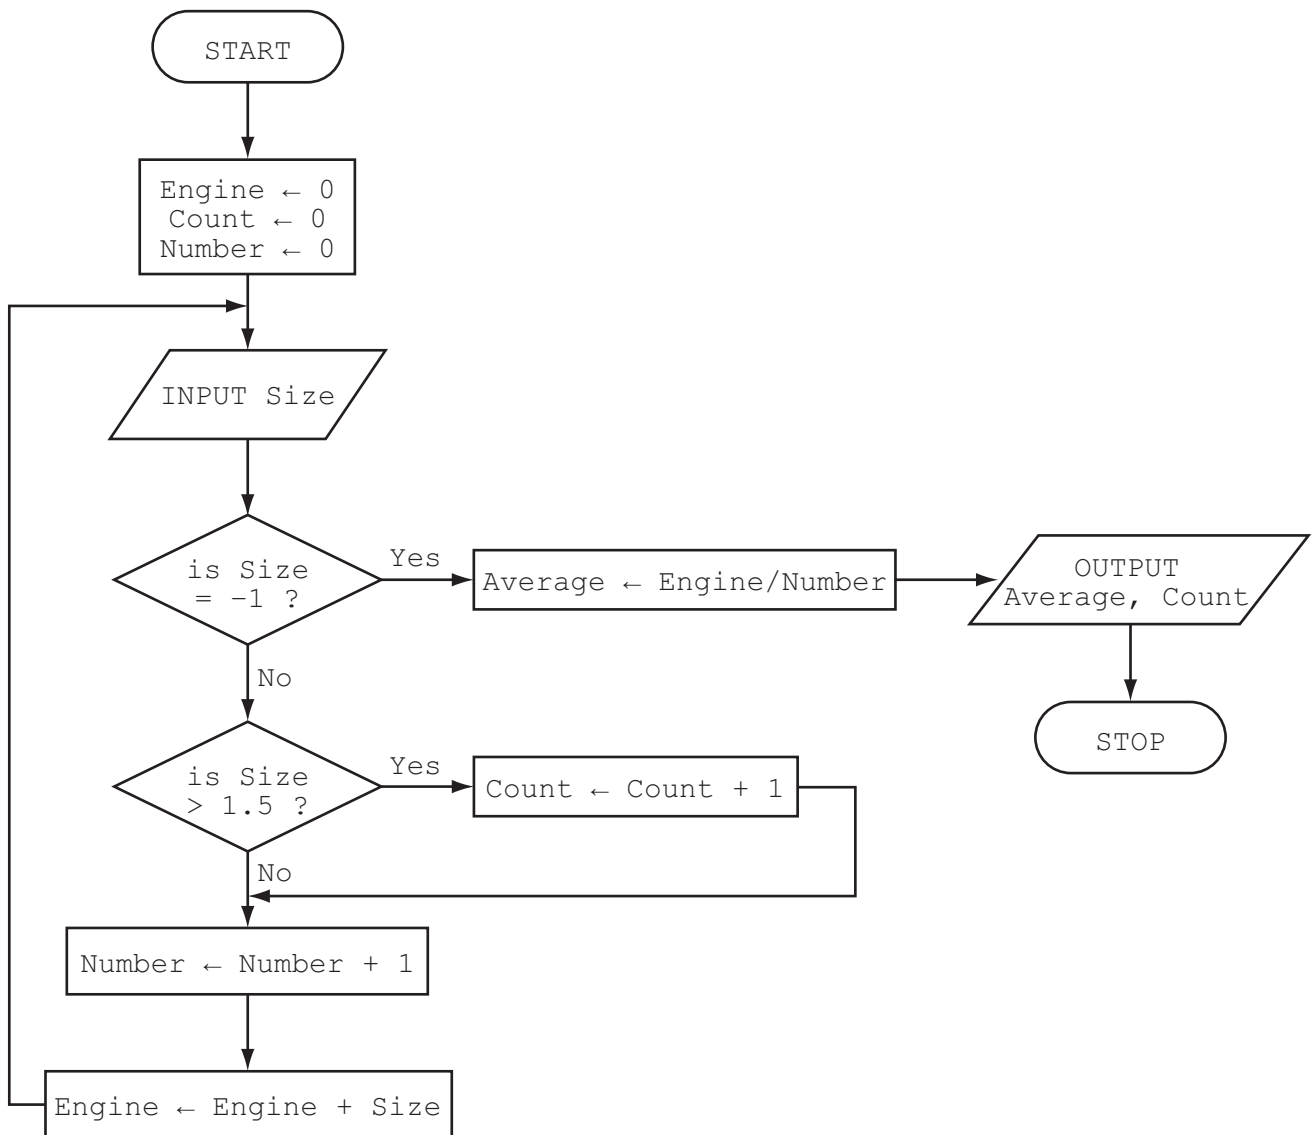 START
Engine ← 0
Count ← 0
Number ← 0
INPUT Size
is Size
= –1 ?
Yes
Average ← Engine/Number
OUTPUT
Average, Count
STOP
No
is Size
> 1.5 ?
Yes
Count ← Count + 1
No
Number ← Number + 1
Engine ← Engine + Size